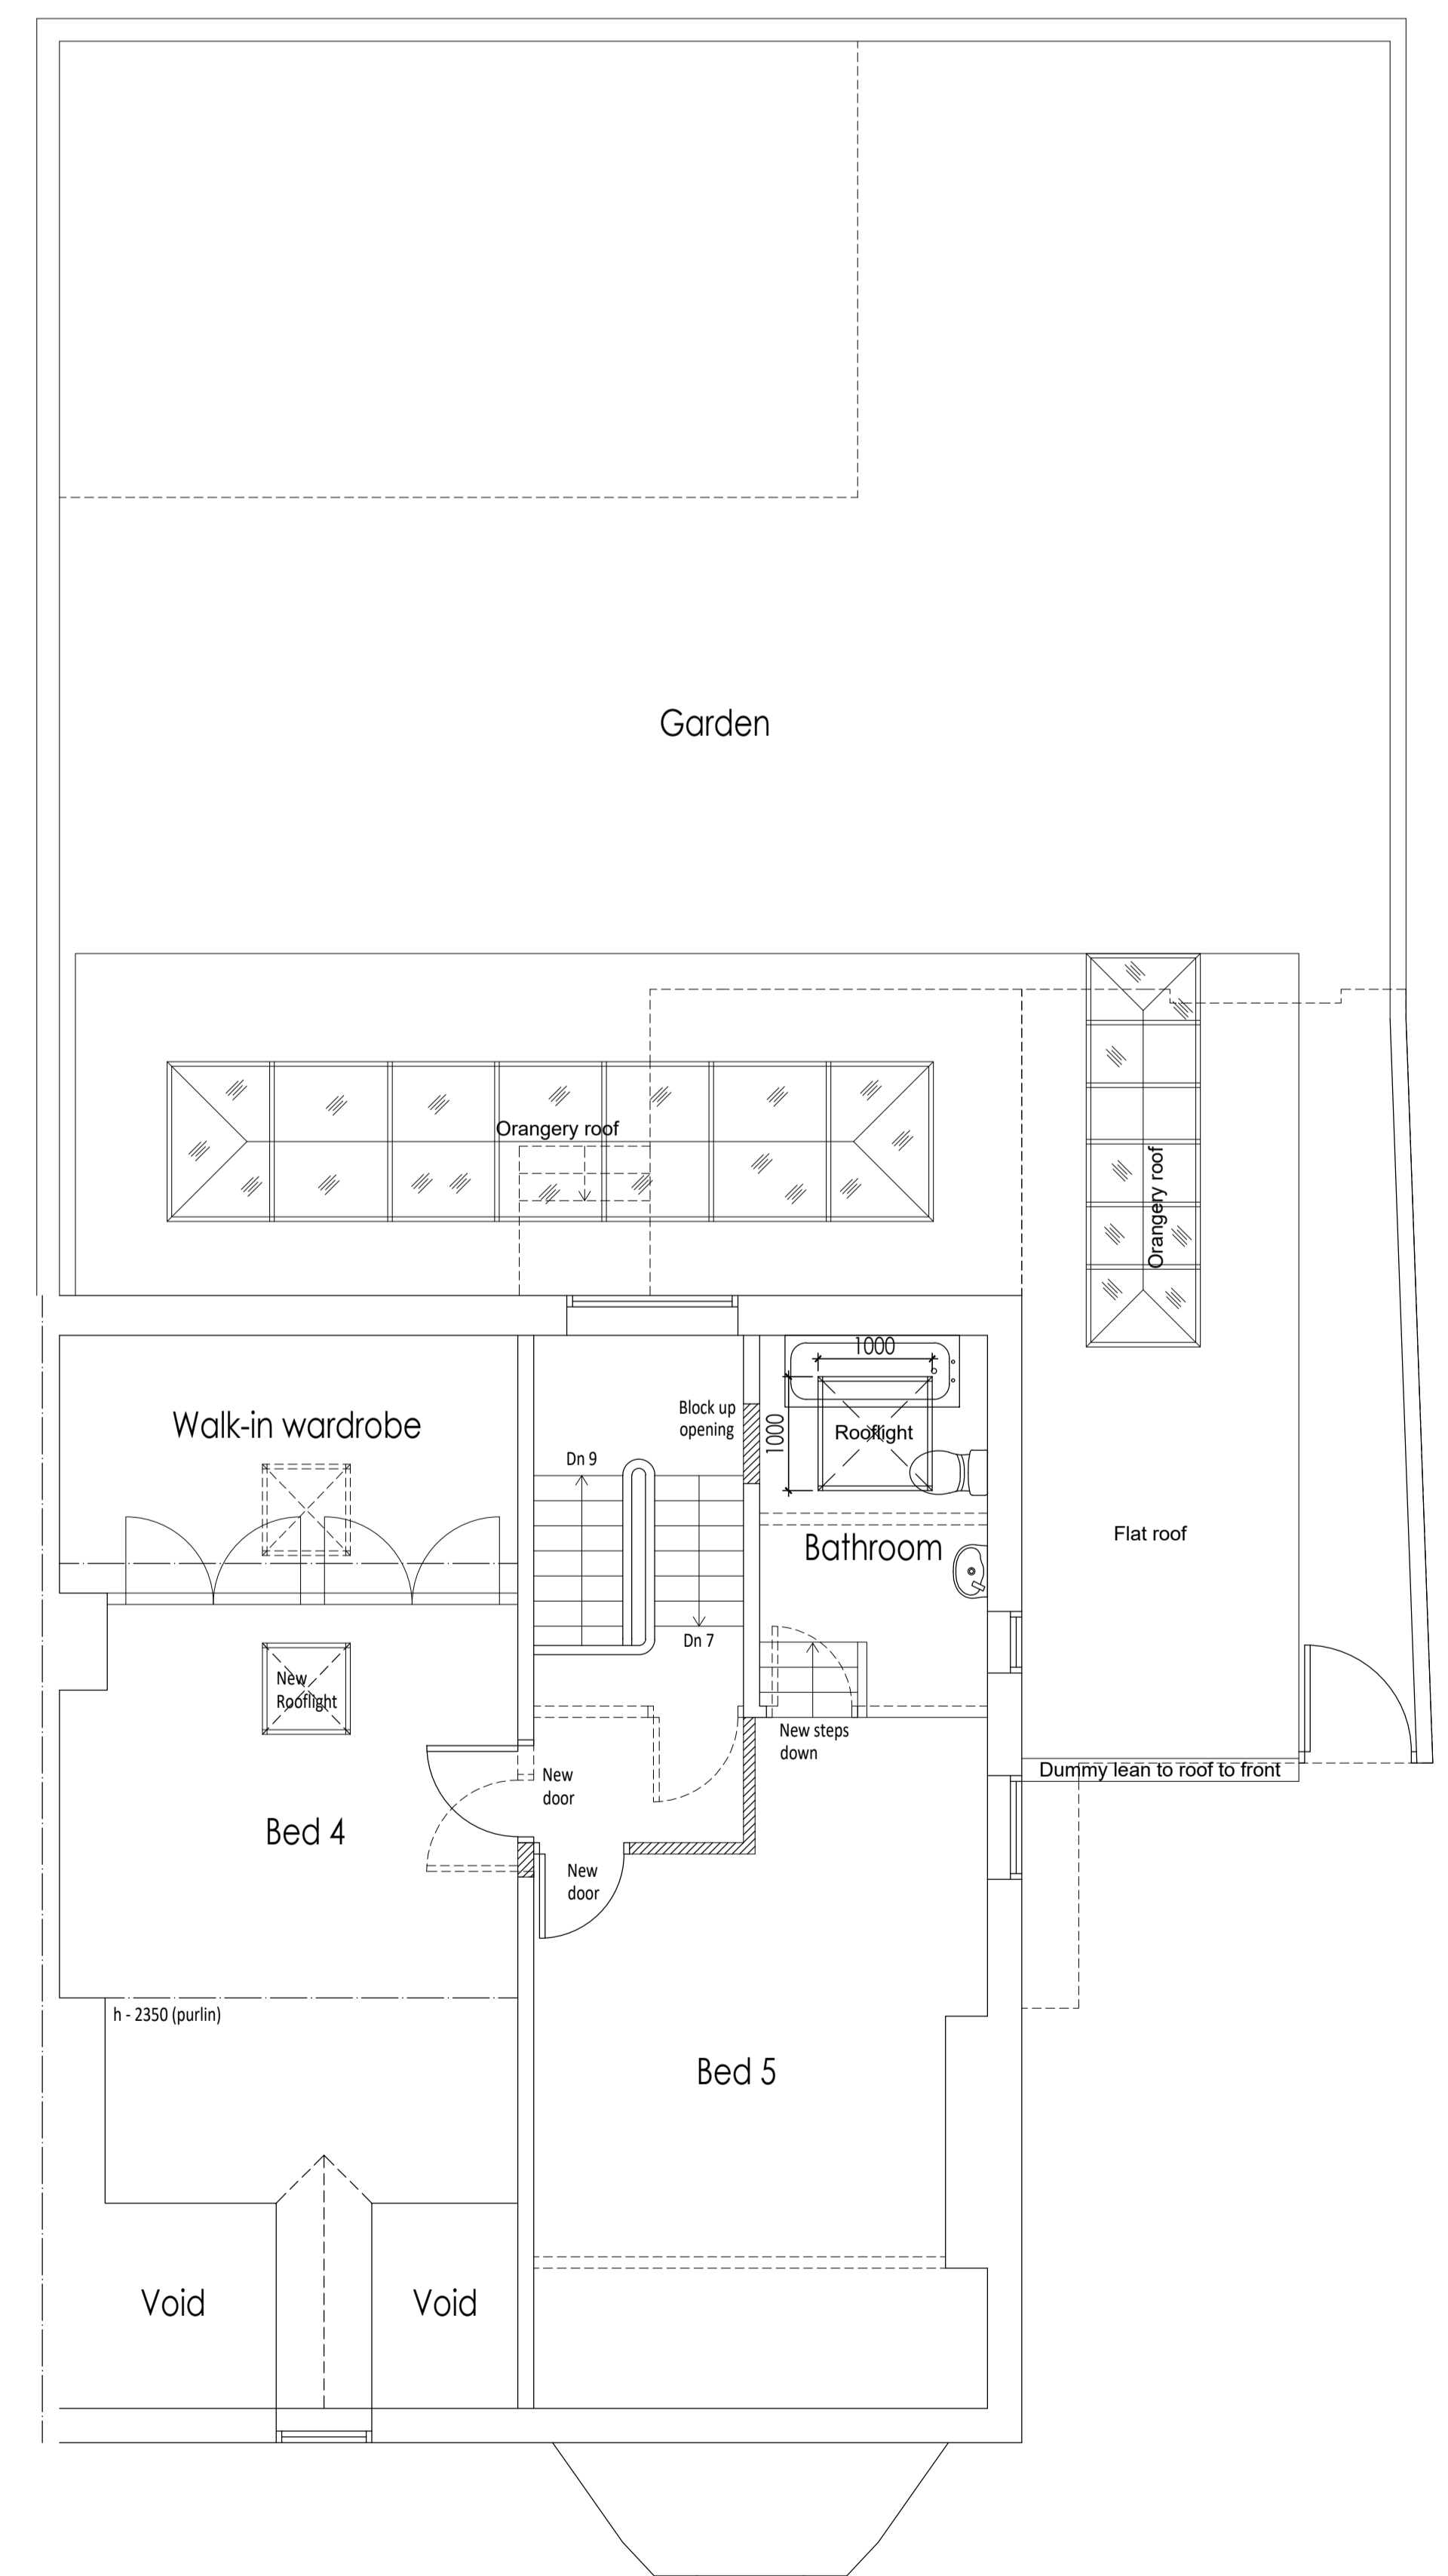 Garden
Orangery roof
Orangery roof
1000
1000
Rooflight
Block up
opening
Walk-in wardrobe
Dn 9
Flat roof
Bathroom
Dn 7
New
Rooflight
New steps
down
Dummy lean to roof to front
New
door
Bed 4
New
door
h - 2350 (purlin)
Bed 5
Void
Void